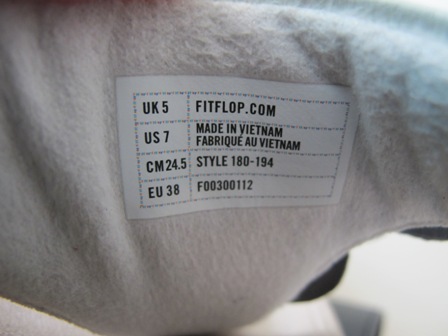 UK 5 FITFLOP.COM
US 7 MADE IN VIETNAM
FABRIQUÉ AU VIETNAM
CM 24.5 STYLE 180-194
EU 38 F00300112